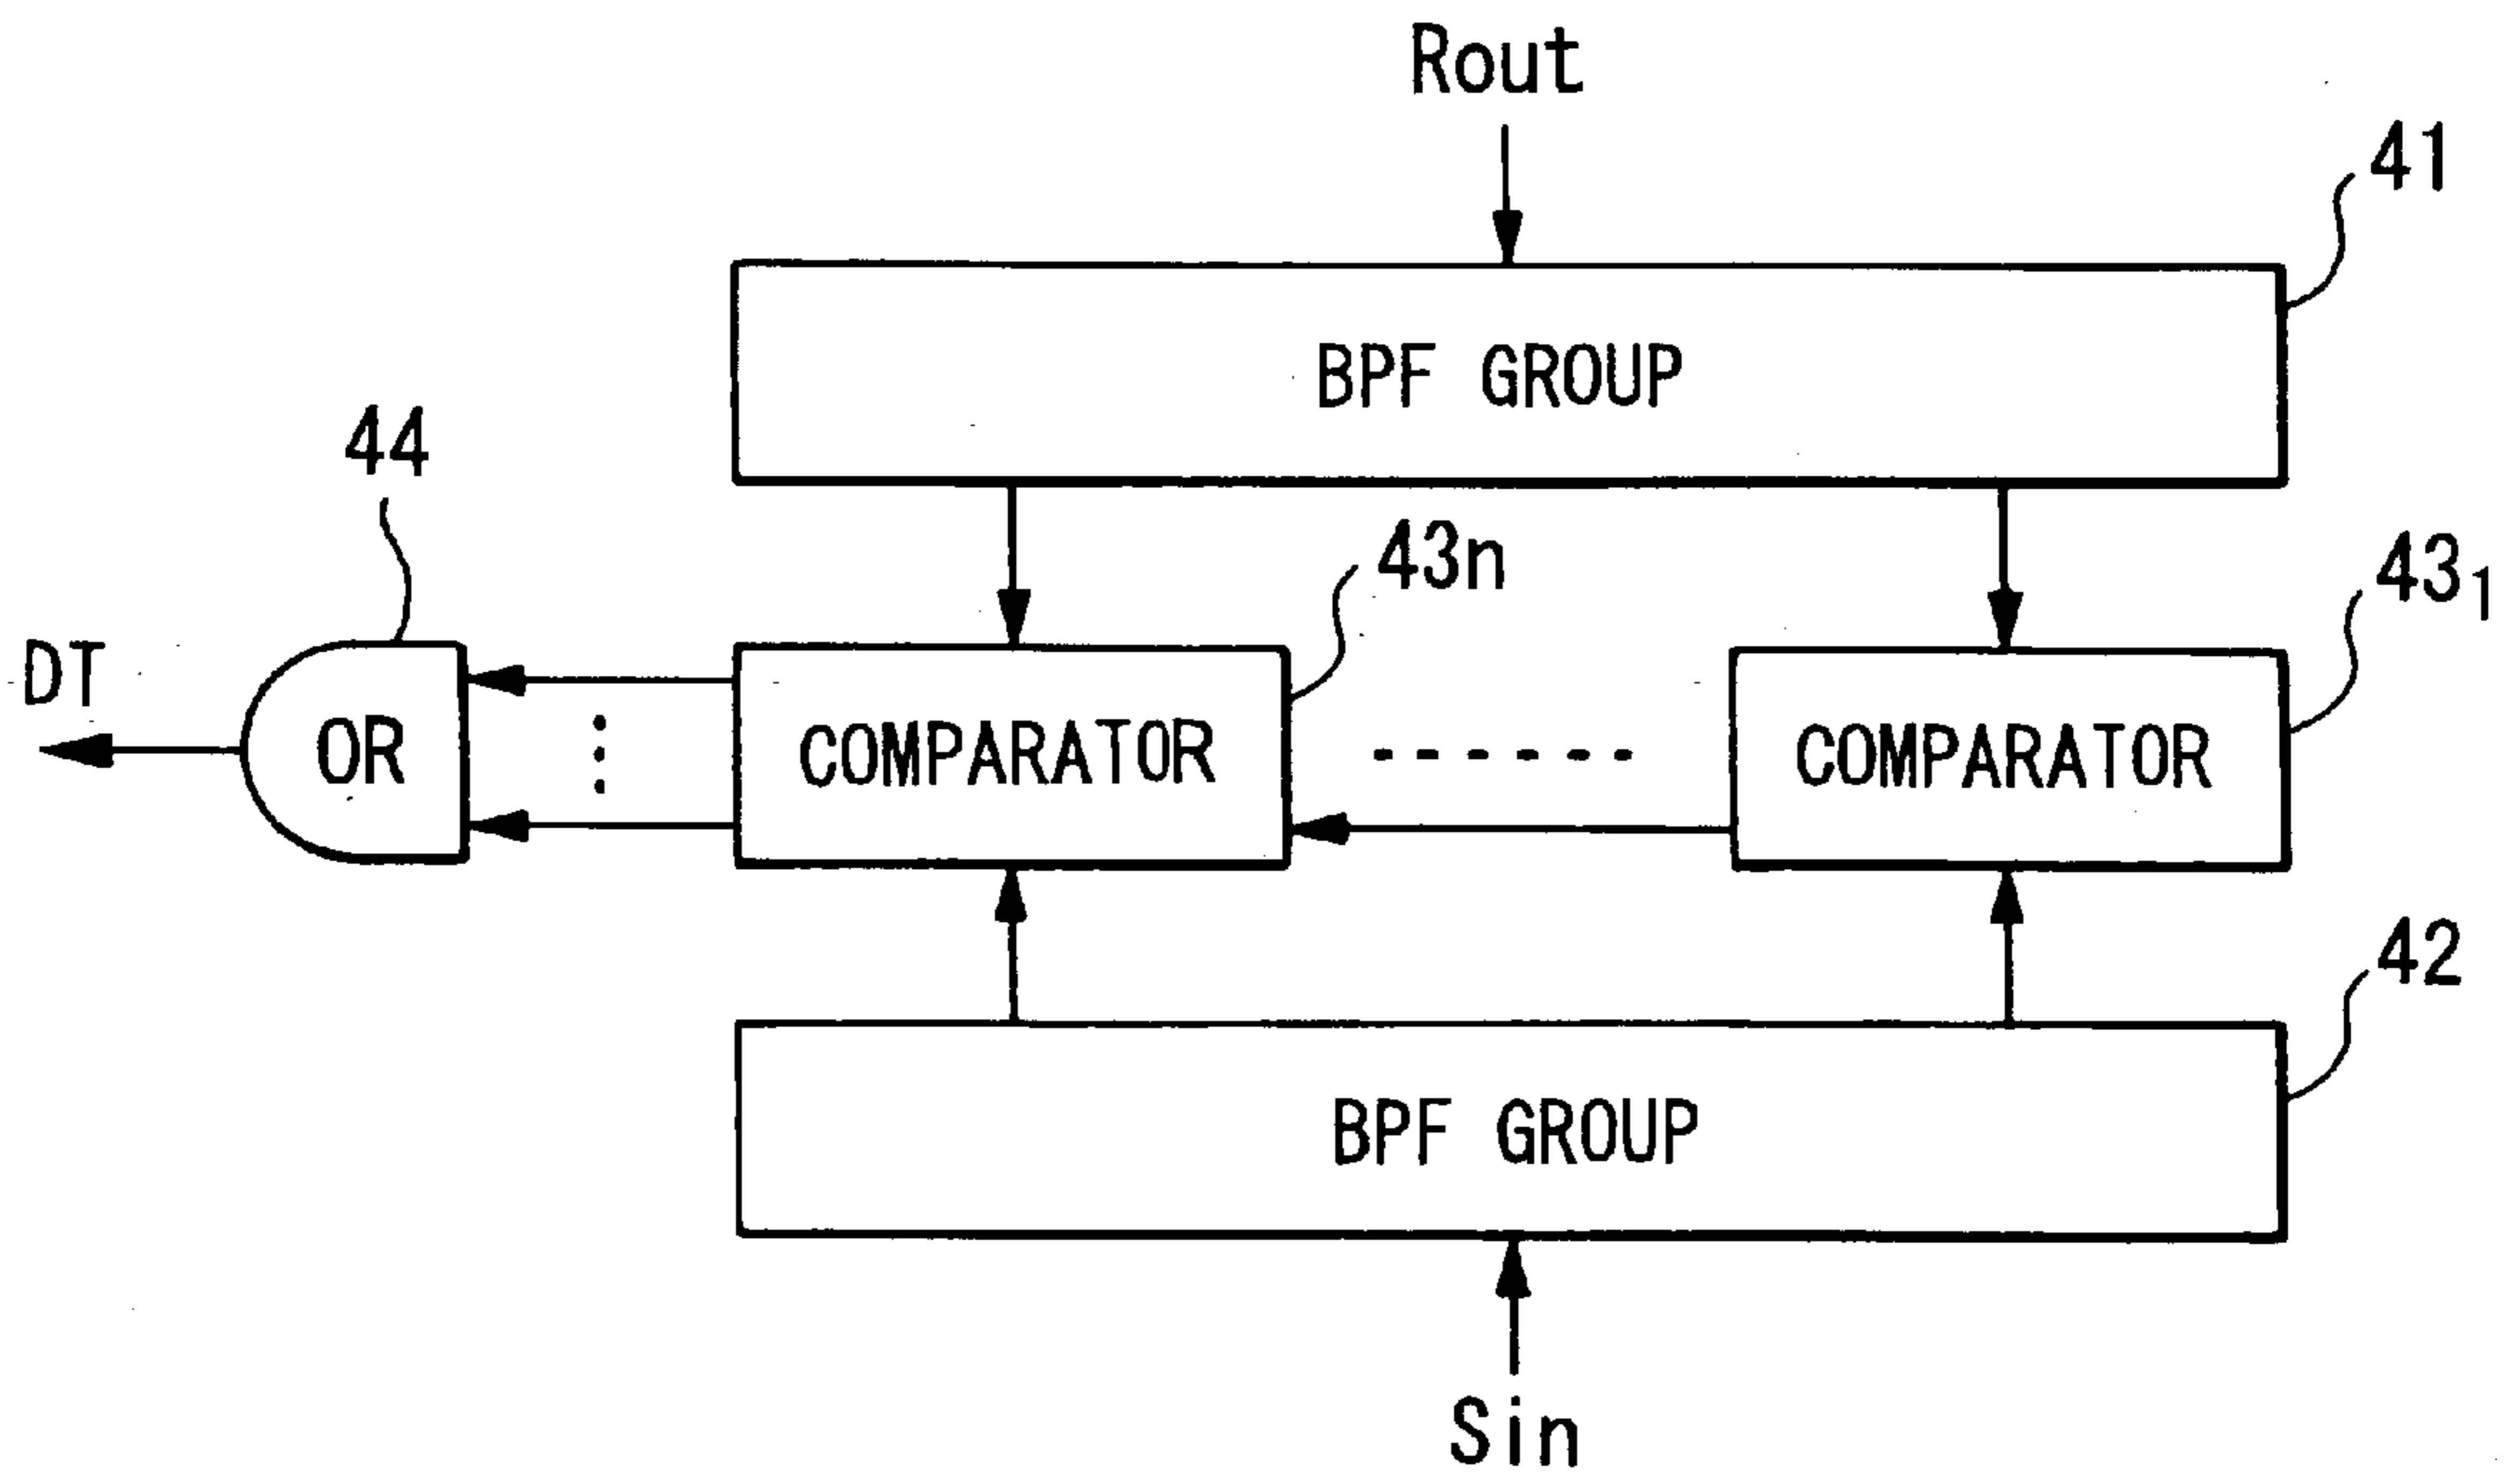 Rout
41
BPF GROUP
44
43n
43₁
DT
OR
COMPARATOR
COMPARATOR
42
BPF GROUP
Sin